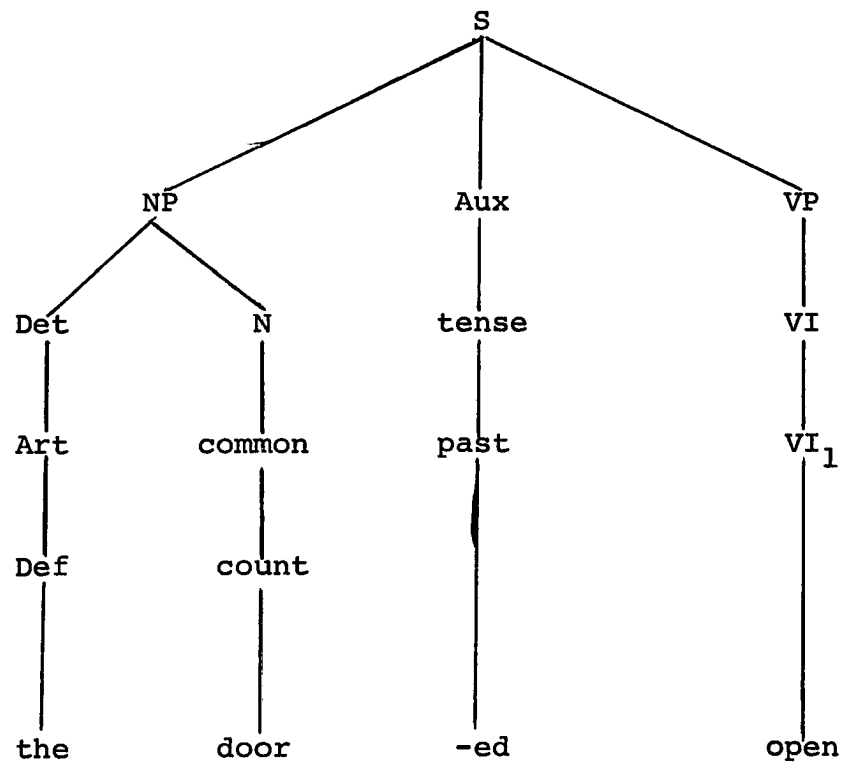 S
NP Aux VP
Det N tense VI
Art common past VI1
Def count
the door -ed open